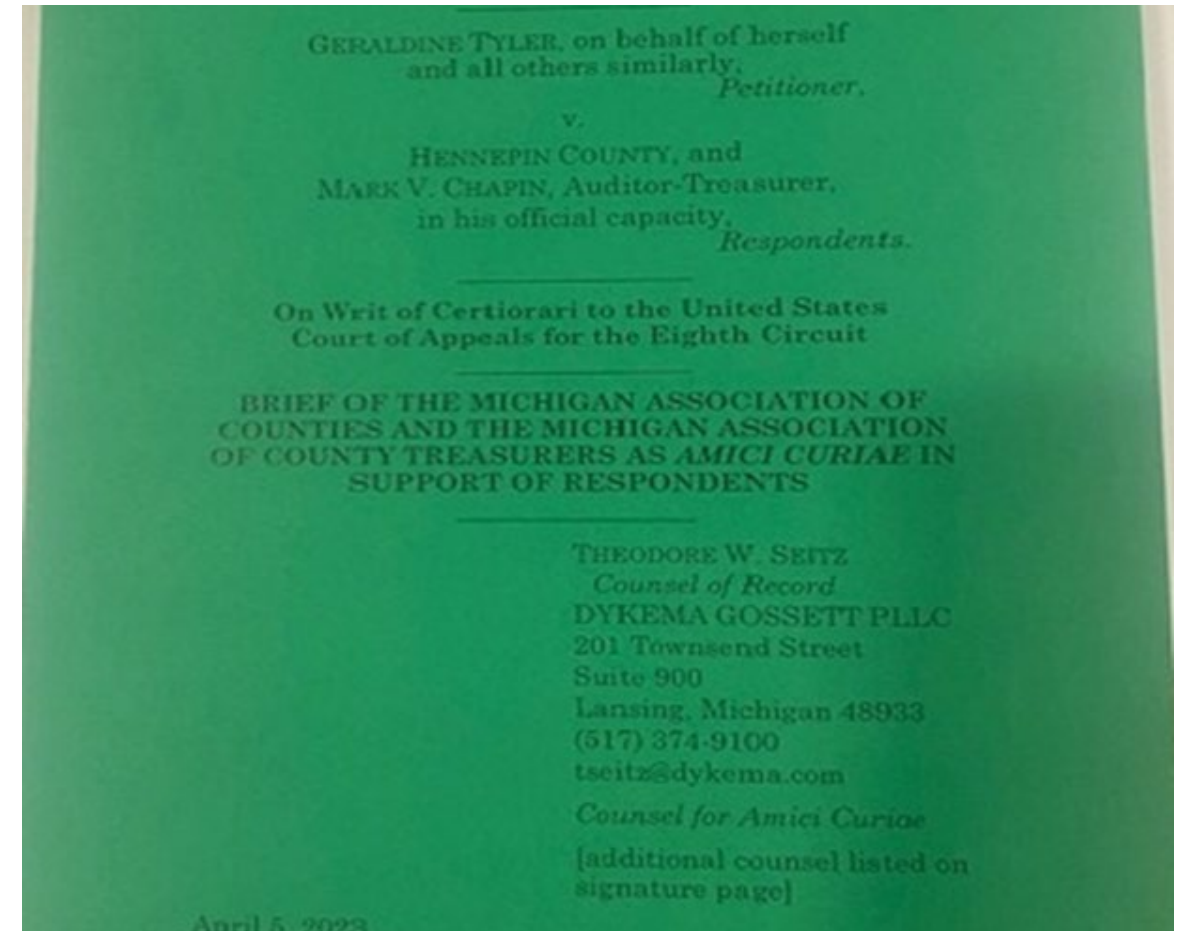 GERALDINE TYLER, on behalf of herself
and all others similarly,
Petitioner,
v.
HENNEPIN COUNTY, and
MARK V. CHAPIN, Auditor-Treasurer,
in his official capacity,
Respondents.
On Writ of Certiorari to the United States
Court of Appeals for the Eighth Circuit
BRIEF OF THE MICHIGAN ASSOCIATION OF
COUNTIES AND THE MICHIGAN ASSOCIATION
OF COUNTY TREASURERS AS AMICI CURIAE IN
SUPPORT OF RESPONDENTS
THEODORE W. SEITZ
Counsel of Record
DYKEMA GOSSETT PLLC
201 Townsend Street
Suite 900
Lansing, Michigan 48933
(517) 374-9100
tseitz@dykema.com
Counsel for Amici Curiae
[additional counsel listed on
signature page]
April 5, 2023